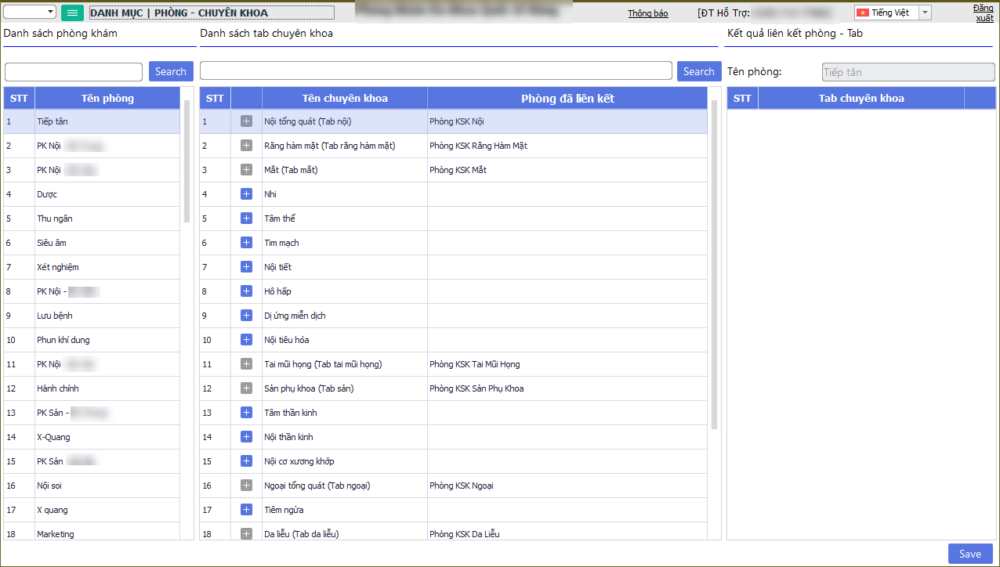 DANH MỤC | PHÒNG - CHUYÊN KHOA
Thông báo
[ĐT Hỗ Trợ:
Tiếng Việt
Đăng xuất
Danh sách phòng khám
Danh sách tab chuyên khoa
Kết quả liên kết phòng - Tab
Search
Search
Tên phòng: Tiếp tân
STT Tên phòng
1 Tiếp tân
2 PK Nội
3 PK Nội -
4 Dược
5 Thu ngân
6 Siêu âm
7 Xét nghiệm
8 PK Nội -
9 Lưu bệnh
10 Phun khí dung
11 PK Nội
12 Hành chính
13 PK Sản -
14 X-Quang
15 PK Sản
16 Nội soi
17 X quang
18 Marketing
STT Tên chuyên khoa Phòng đã liên kết
1 Nội tổng quát (Tab nội) Phòng KSK Nội
2 Răng hàm mặt (Tab răng hàm mặt) Phòng KSK Răng Hàm Mặt
3 Mắt (Tab mắt) Phòng KSK Mắt
4 Nhi
5 Tâm thể
6 Tim mạch
7 Nội tiết
8 Hô hấp
9 Dị ứng miễn dịch
10 Nội tiêu hóa
11 Tai mũi họng (Tab tai mũi họng) Phòng KSK Tai Mũi Họng
12 Sản phụ khoa (Tab sản) Phòng KSK Sản Phụ Khoa
13 Tâm thần kinh
14 Nội thần kinh
15 Nội cơ xương khớp
16 Ngoại tổng quát (Tab ngoại) Phòng KSK Ngoại
17 Tiêm ngừa
18 Da liễu (Tab da liễu) Phòng KSK Da Liễu
STT Tab chuyên khoa
Save